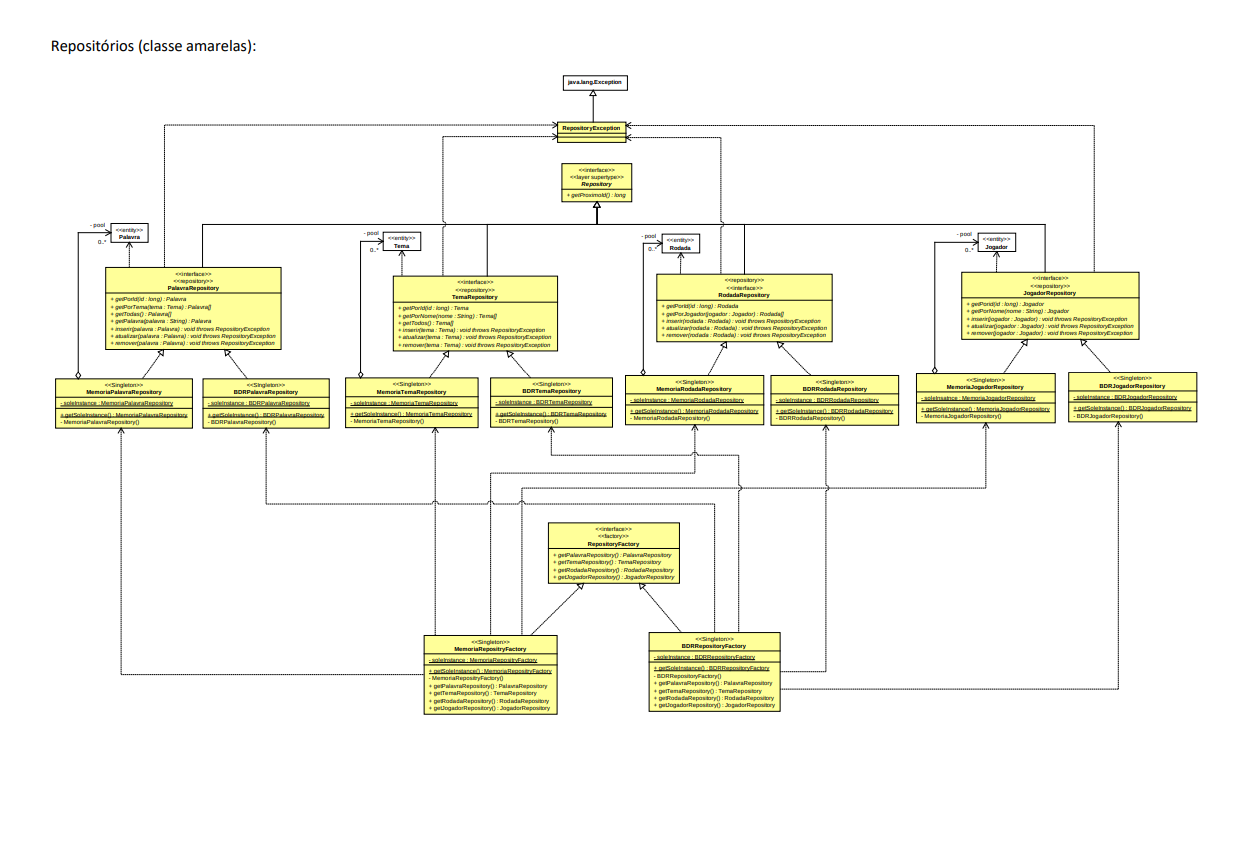 Repositórios (classe amarelas):
java.lang.Exception
RepositoryException
<<interface>>
<<layer supertype>>
Repository
+ getProximoId() : long
- pool
0..*
<<entity>>
Palavra
- pool
0..*
<<entity>>
Tema
- pool
0..*
<<entity>>
Rodada
- pool
0..*
<<entity>>
Jogador
<<interface>>
<<repository>>
PalavraRepository
+ getPorId(id : long) : Palavra
+ getPorTema(tema : Tema) : Palavra[]
+ getTodas() : Palavra[]
+ getPalavra(palavra : String) : Palavra
+ inserir(palavra : Palavra) : void throws RepositoryException
+ atualizar(palavra : Palavra) : void throws RepositoryException
+ remover(palavra : Palavra) : void throws RepositoryException
<<interface>>
<<repository>>
TemaRepository
+ getPorId(id : long) : Tema
+ getPorNome(nome : String) : Tema[]
+ getTodos() : Tema[]
+ inserir(tema : Tema) : void throws RepositoryException
+ atualizar(tema : Tema) : void throws RepositoryException
+ remover(tema : Tema) : void throws RepositoryException
<<repository>>
<<interface>>
RodadaRepository
+ getPorId(id : long) : Rodada
+ getPorJogador(jogador : Jogador) : Rodada[]
+ inserir(rodada : Rodada) : void throws RepositoryException
+ atualizar(rodada : Rodada) : void throws RepositoryException
+ remover(rodada : Rodada) : void throws RepositoryException
<<interface>>
<<repository>>
JogadorRepository
+ getPorId(id : long) : Jogador
+ getPorNome(nome : String) : Jogador
+ inserir(jogador : Jogador) : void throws RepositoryException
+ atualizar(jogador : Jogador) : void throws RepositoryException
+ remover(jogador : Jogador) : void throws RepositoryException
<<Singleton>>
MemoriaPalavraRepository
- soleInstance : MemoriaPalavraRepository
+ getSoleInstance() : MemoriaPalavraRepository
- MemoriaPalavraRepository()
<<Singleton>>
BDRPalavraRepository
- soleInstance : BDRPalavraRepository
+ getSoleInstance() : BDRPalavraRepository
- BDRPalavraRepository()
<<Singleton>>
MemoriaTemaRepository
- soleInstance : MemoriaTemaRepository
+ getSoleInstance() : MemoriaTemaRepository
- MemoriaTemaRepository()
<<Singleton>>
BDRTemaRepository
- soleInstance : BDRTemaRepository
+ getSoleInstance() : BDRTemaRepository
- BDRTemaRepository()
<<Singleton>>
MemoriaRodadaRepository
- soleInstance : MemoriaRodadaRepository
+ getSoleInstance() : MemoriaRodadaRepository
- MemoriaRodadaRepository()
<<Singleton>>
BDRRodadaRepository
- soleInstance : BDRRodadaRepository
+ getSoleInstance() : BDRRodadaRepository
- BDRRodadaRepository()
<<Singleton>>
MemoriaJogadorRepository
- soleInsatnce : MemoriaJogadorRepository
+ getSoleInstance() : MemoriaJogadorRepository
- MemoriaJogadorRepository()
<<Singleton>>
BDRJogadorRepository
- soleInstance : BDRJogadorRepository
+ getSoleInstance() : BDRJogadorRepository
- BDRJogadorRepository()
<<interface>>
<<factory>>
RepositoryFactory
+ getPalavraRepository() : PalavraRepository
+ getTemaRepository() : TemaRepository
+ getRodadaRepository() : RodadaRepository
+ getJogadorRepository() : JogadorRepository
<<Singleton>>
MemoriaRepositryFactory
- soleInstance : MemoriaRepositryFactory
+ getSoleInstance() : MemoriaRepositryFactory
- MemoriaRepositryFactory()
+ getPalavraRepository() : PalavraRepository
+ getTemaRepository() : TemaRepository
+ getRodadaRepository() : RodadaRepository
+ getJogadorRepository() : JogadorRepository
<<Singleton>>
BDRRepositoryFactory
- soleInstance : BDRRepositoryFactory
+ getSoleInstance() : BDRRepositoryFactory
- BDRRepositoryFactory()
+ getPalavraRepository() : PalavraRepository
+ getTemaRepository() : TemaRepository
+ getRodadaRepository() : RodadaRepository
+ getJogadorRepository() : JogadorRepository